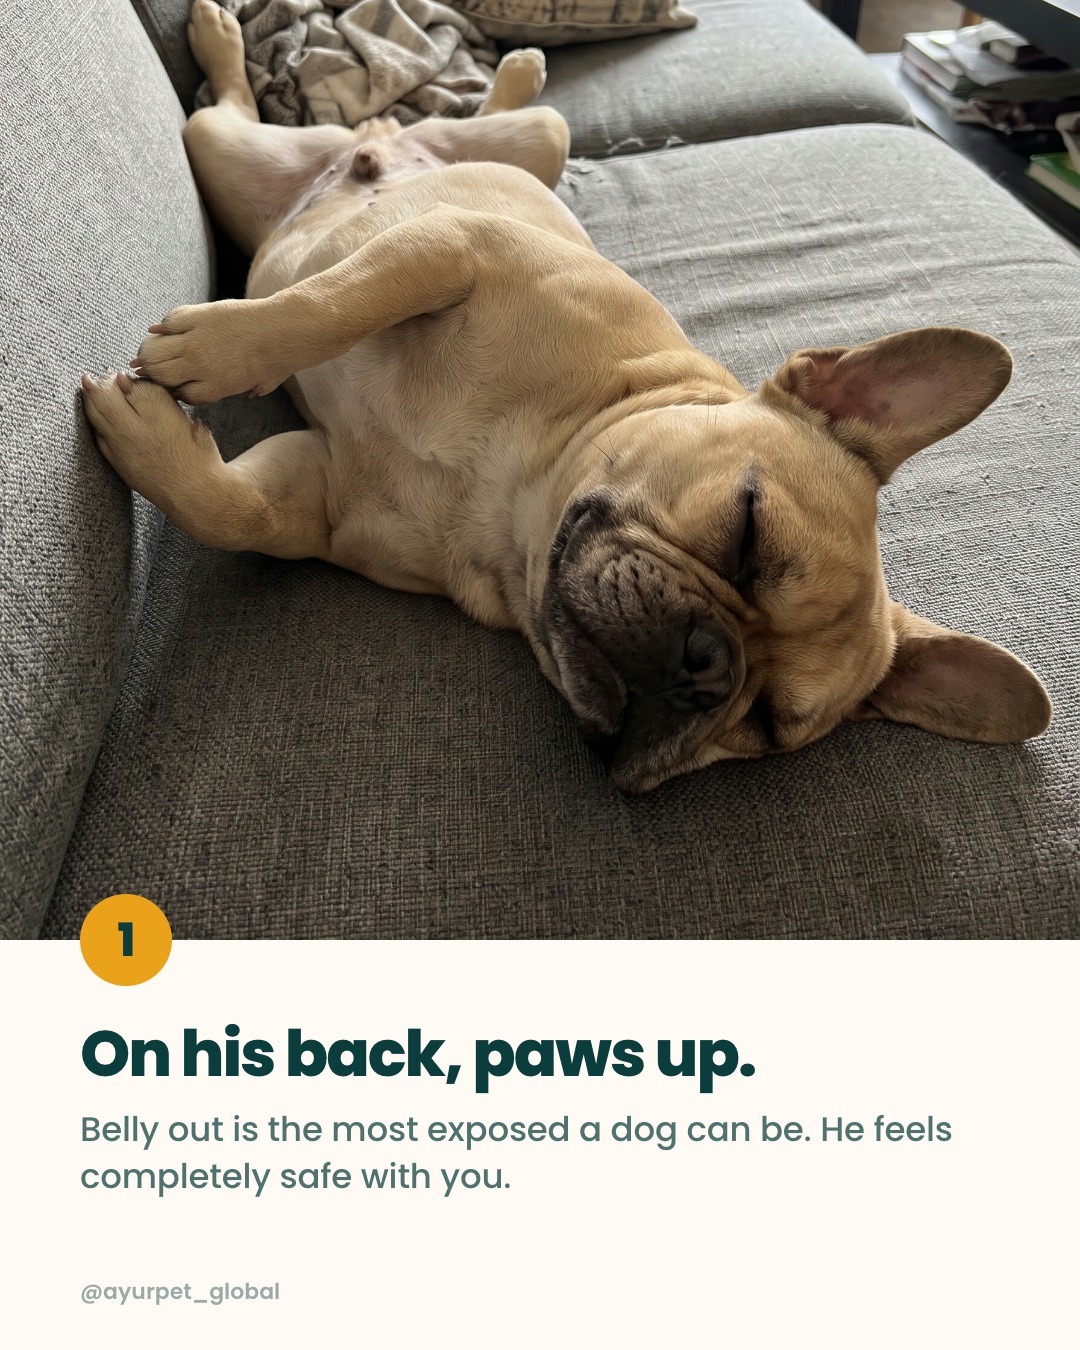 1
On his back, paws up.
Belly out is the most exposed a dog can be. He feels
completely safe with you.
@ayurpet_global